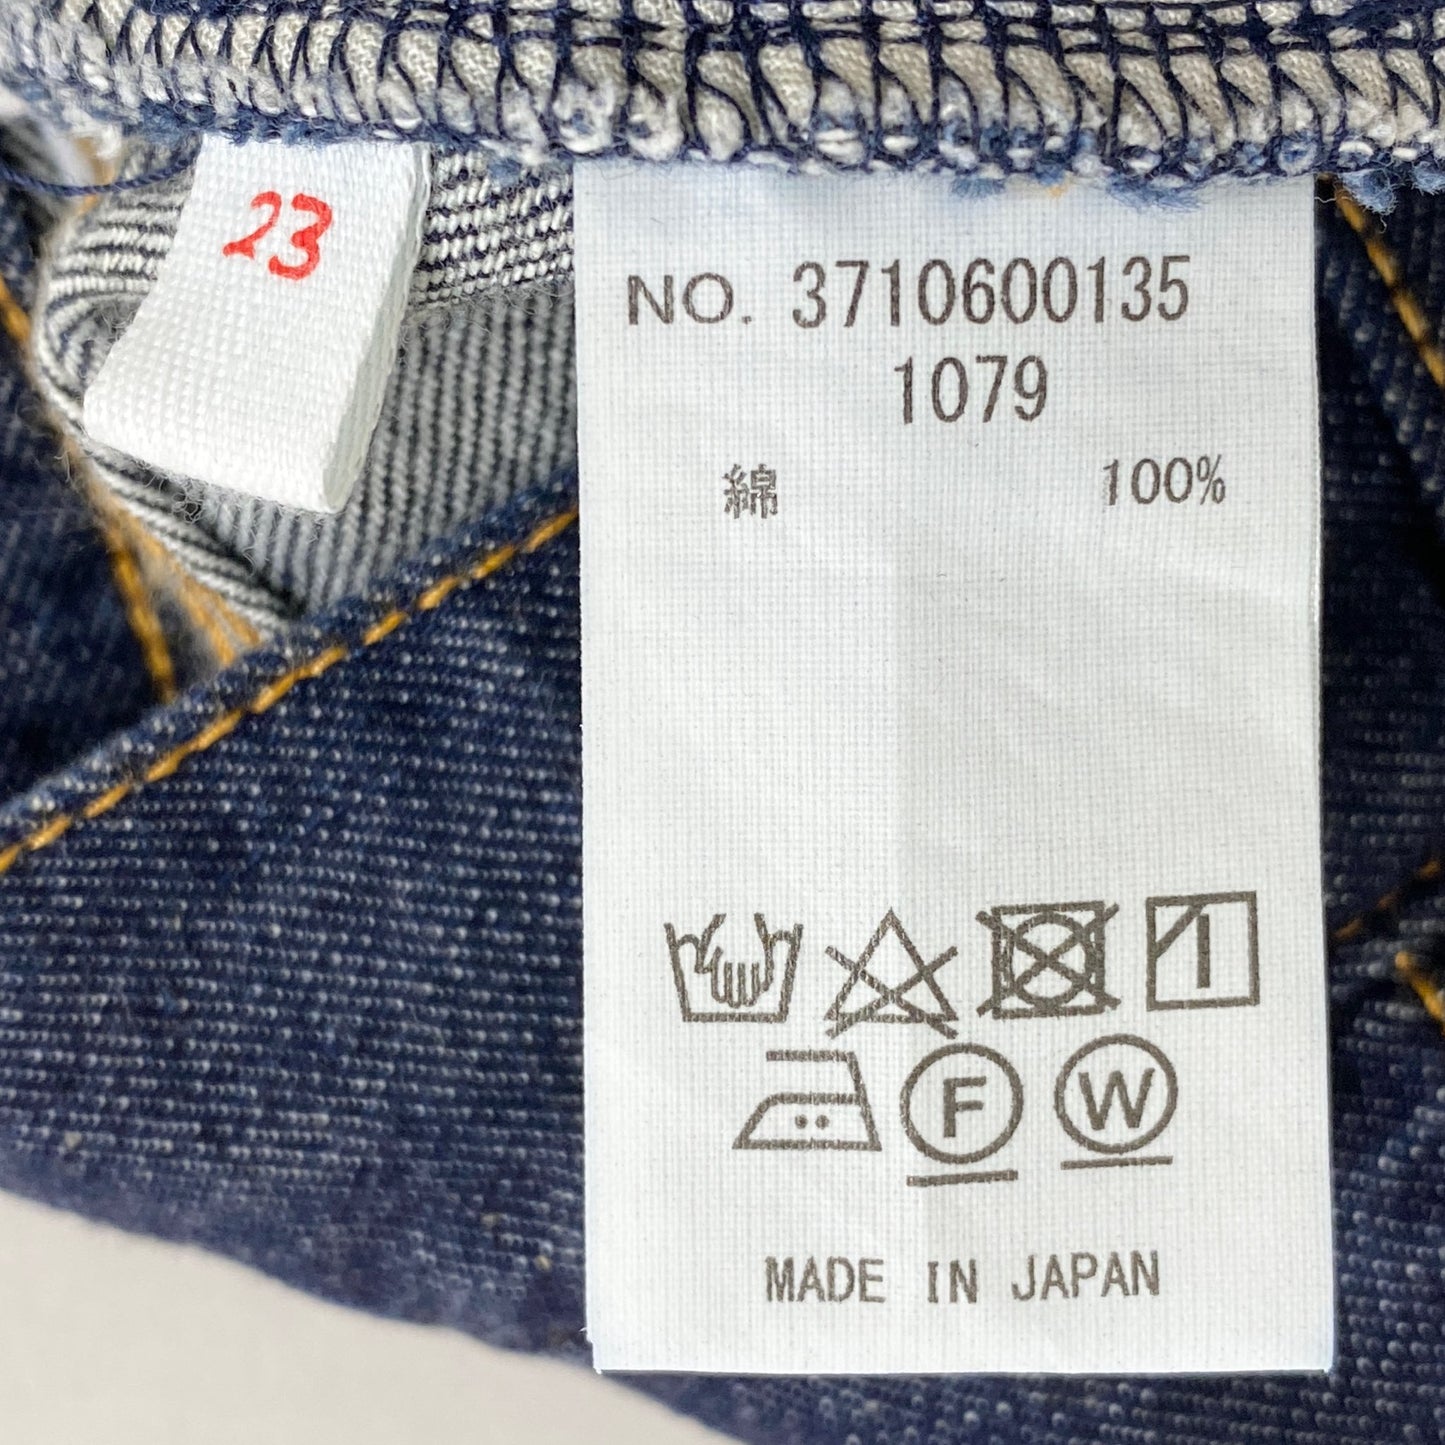 23
NO. 3710600135
1079
綿 100%
F W
MADE IN JAPAN